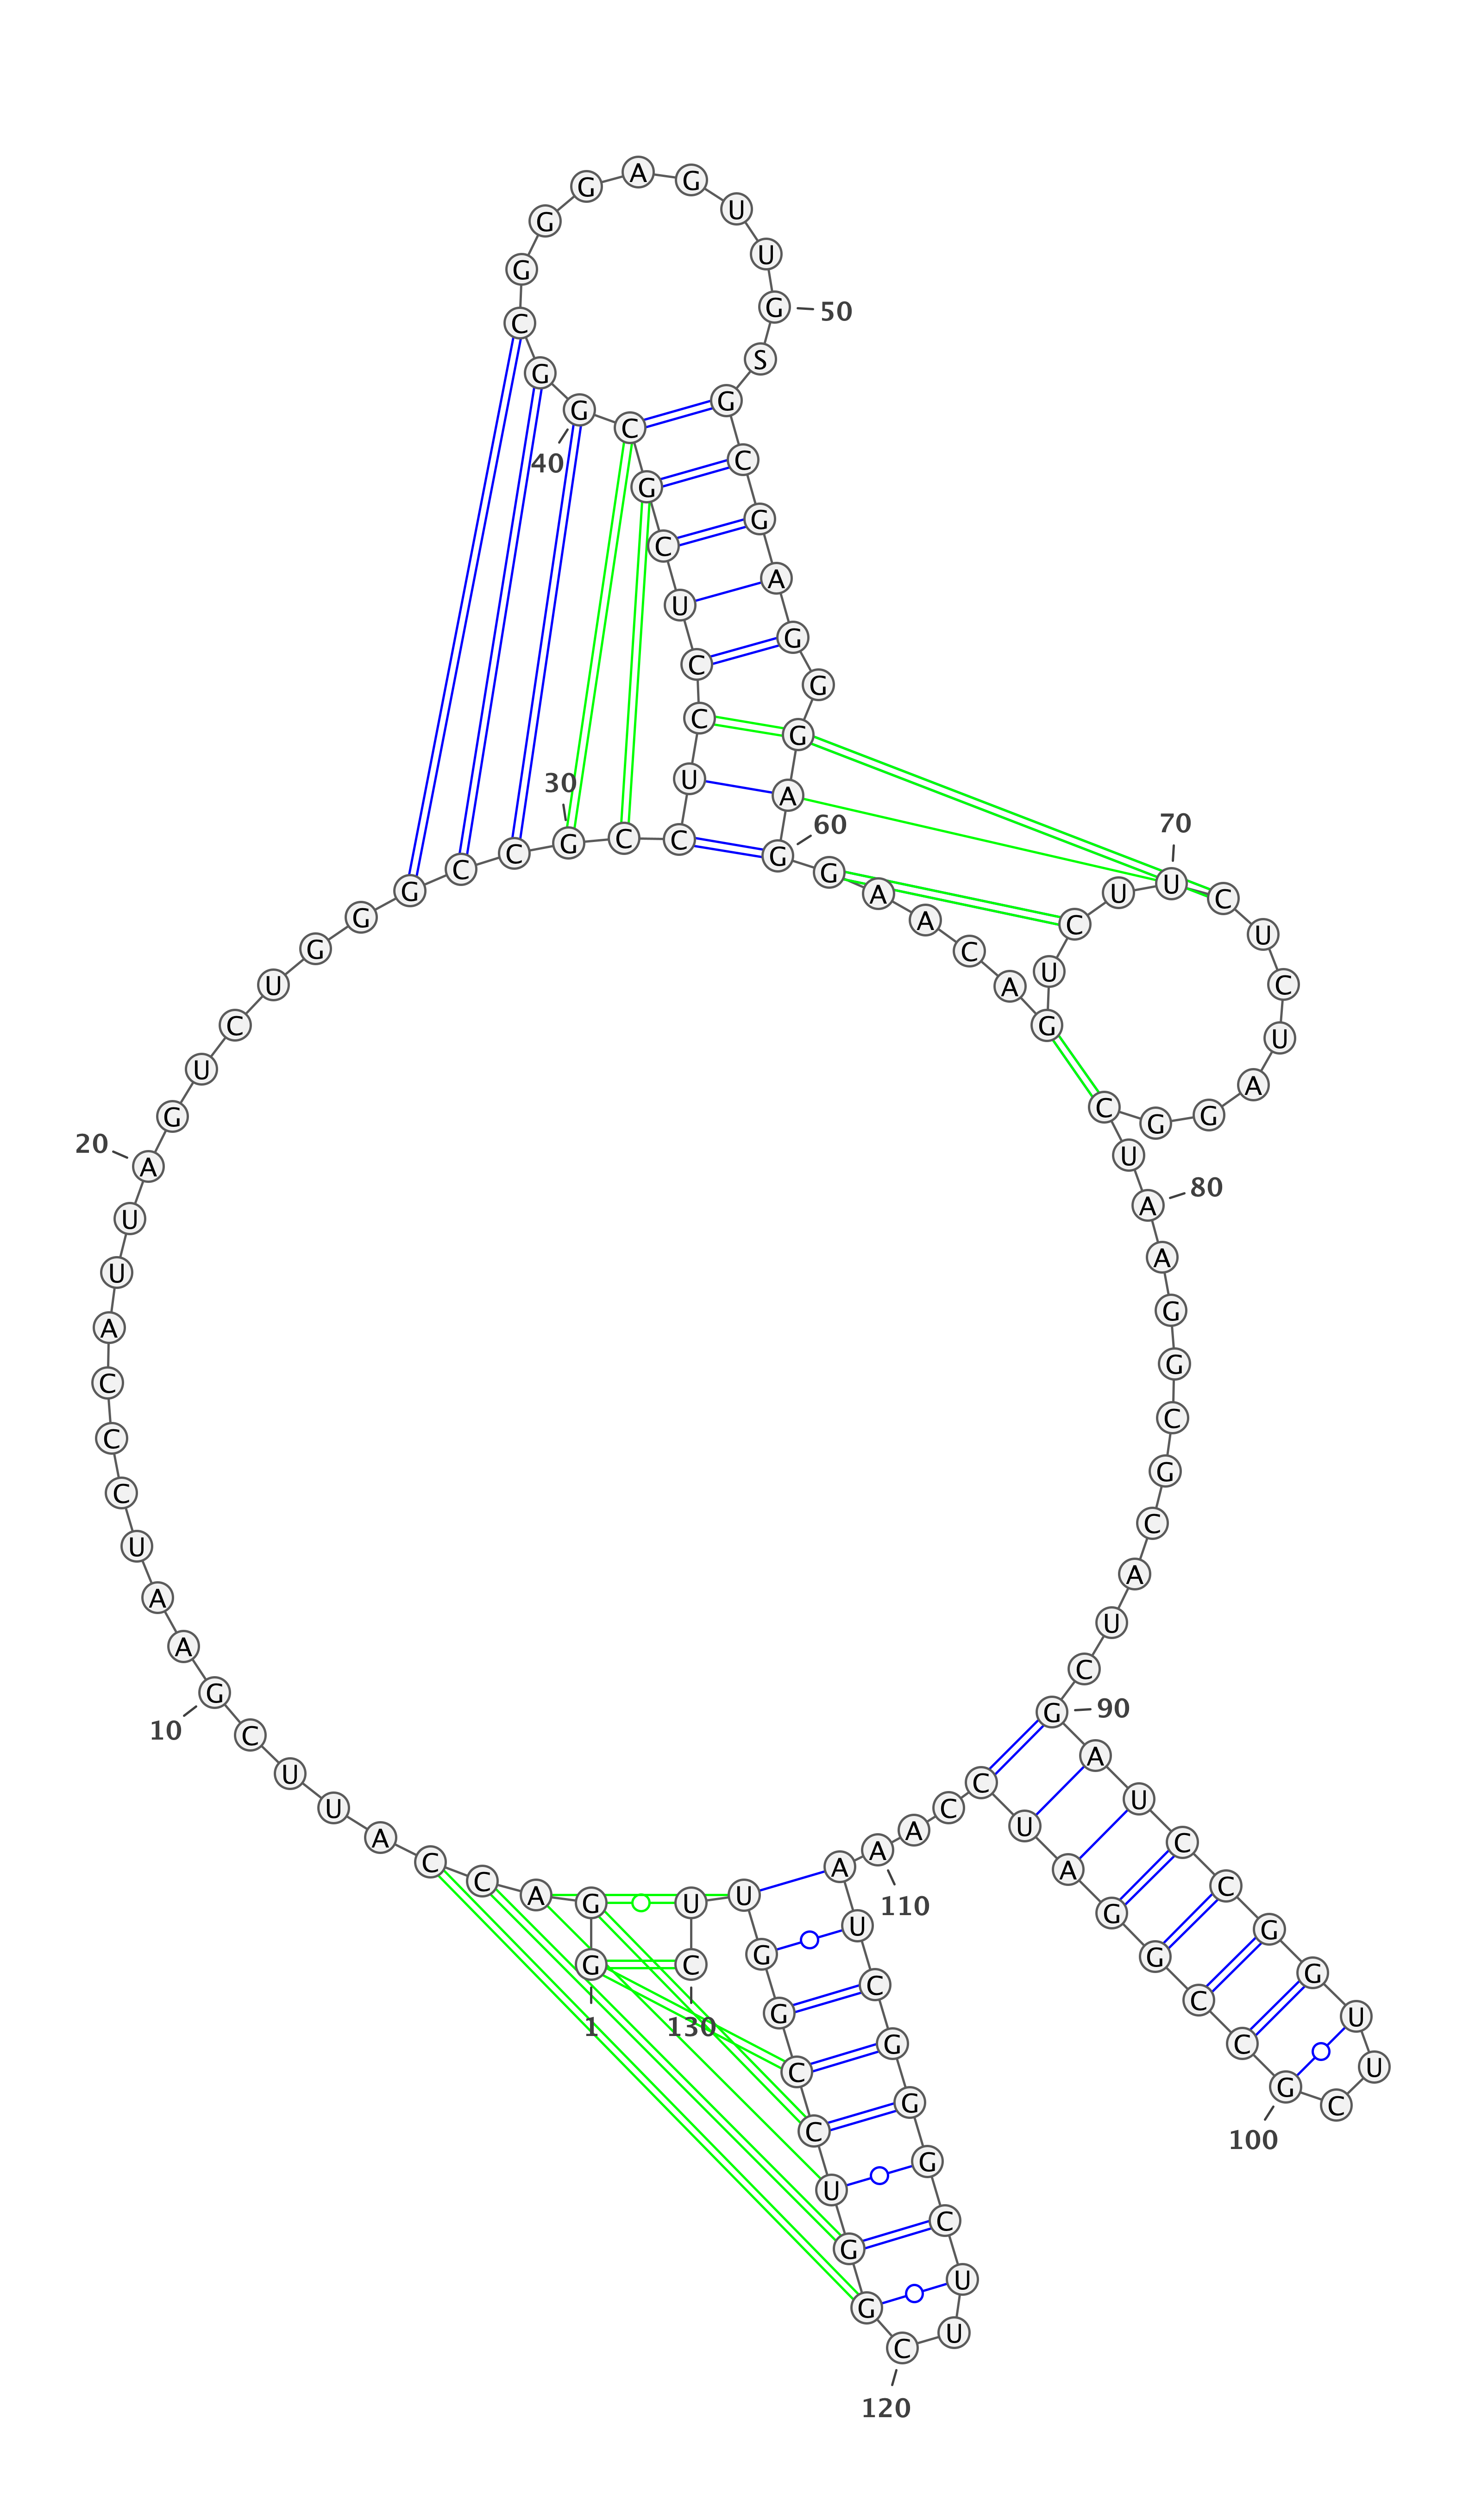 1
G G A C C A U U C G
10
A A U C C C A U U A
20
G U C U G G G C C G
30
C C U C C U C G C G
40
G C G G G A G U U G
50
S G C G A G G G A G
60
G A A C A G U C U U
70
C U C U A G G C U A
80
A G G C G C A U C G
90
A U C C G G U U C G
100
C C G G A U C C A A
110
A U C G G G C U U C
120
G G U C C G G U U C
130